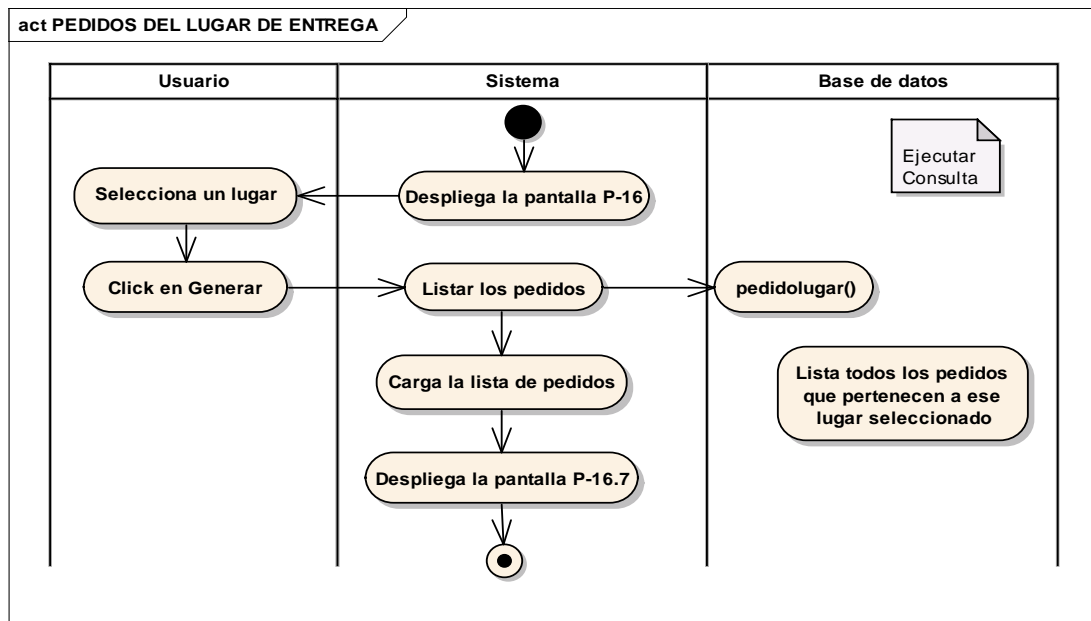 act PEDIDOS DEL LUGAR DE ENTREGA
Usuario
Sistema
Base de datos
Ejecutar
Consulta
Selecciona un lugar
Despliega la pantalla P-16
Click en Generar
Listar los pedidos
pedidolugar()
Carga la lista de pedidos
Lista todos los pedidos
que pertenecen a ese
lugar seleccionado
Despliega la pantalla P-16.7